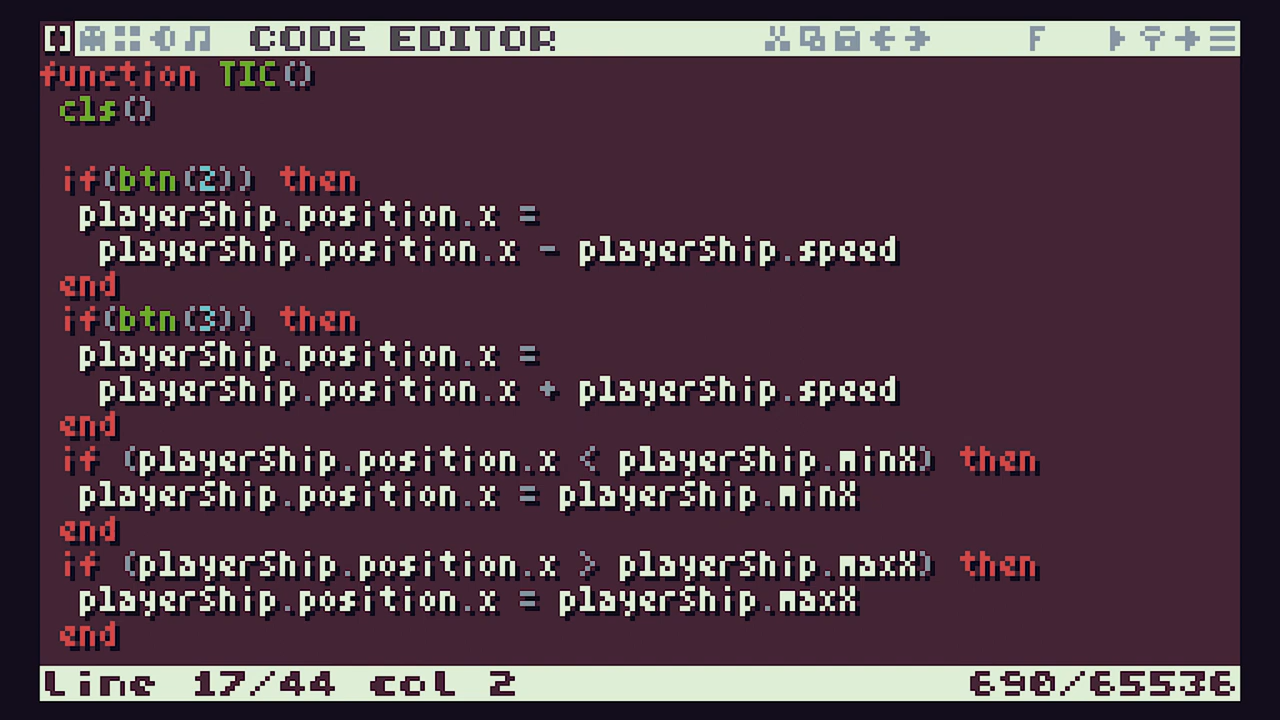 CODE EDITOR F
function TIC()
cls()
if(btn(2)) then
playerShip.position.x =
playerShip.position.x - playerShip.speed
end
if(btn(3)) then
playerShip.position.x =
playerShip.position.x + playerShip.speed
end
if (playerShip.position.x < playerShip.minX) then
playerShip.position.x = playerShip.minX
end
if (playerShip.position.x > playerShip.maxX) then
playerShip.position.x = playerShip.maxX
end
line 17/44 col 2 690/65536